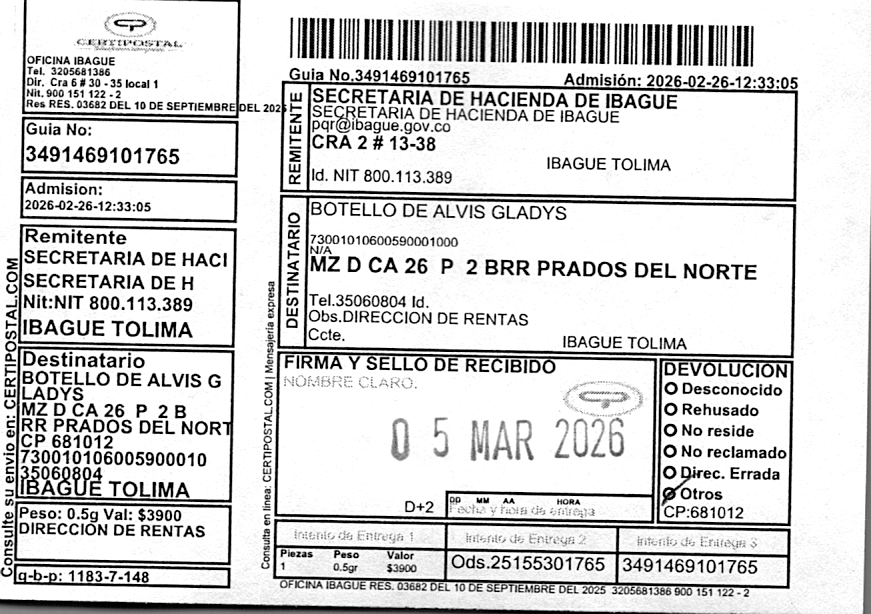 CERTIPOSTAL
OFICINA IBAGUE
Tel. 3205681386
Dir. Cra 6 # 30 - 35 local 1
Nit. 900 151 122 - 2
Res RES. 03682 DEL 10 DE SEPTIEMBRE DEL 2025
Guia No:
3491469101765
Admision:
2026-02-26-12:33:05
Remitente
SECRETARIA DE HACI
SECRETARIA DE H
Nit:NIT 800.113.389
IBAGUE TOLIMA
Destinatario
BOTELLO DE ALVIS G
LADYS
MZ D CA 26 P 2 B
RR PRADOS DEL NORT
CP 681012
730010106005900010
35060804
IBAGUE TOLIMA
Peso: 0.5g Val: $3900
DIRECCION DE RENTAS
q-b-p: 1183-7-148
Consulte su envio en: CERTIPOSTAL.COM
Guia No.3491469101765
Admisión: 2026-02-26-12:33:05
REMITENTE
SECRETARIA DE HACIENDA DE IBAGUE
SECRETARIA DE HACIENDA DE IBAGUE
pqr@ibague.gov.co
CRA 2 # 13-38
IBAGUE TOLIMA
Id. NIT 800.113.389
DESTINATARIO
BOTELLO DE ALVIS GLADYS
73001010600590001000
N/A
MZ D CA 26 P 2 BRR PRADOS DEL NORTE
Tel.35060804 Id.
Obs.DIRECCION DE RENTAS
Ccte.
IBAGUE TOLIMA
Consulta en línea: CERTIPOSTAL.COM | Mensajería expresa
FIRMA Y SELLO DE RECIBIDO
NOMBRE CLARO.
05 MAR 2026
D+2
DD MM AA HORA
Fecha y hora de entrega
DEVOLUCIÓN
Desconocido
Rehusado
No reside
No reclamado
Direc. Errada
Otros
CP:681012
Intento de Entrega 1
Intento de Entrega 2
Intento de Entrega 3
Piezas Peso Valor
1 0.5gr $3900
Ods.25155301765
3491469101765
OFICINA IBAGUE RES. 03682 DEL 10 DE SEPTIEMBRE DEL 2025 3205681386 900 151 122 - 2